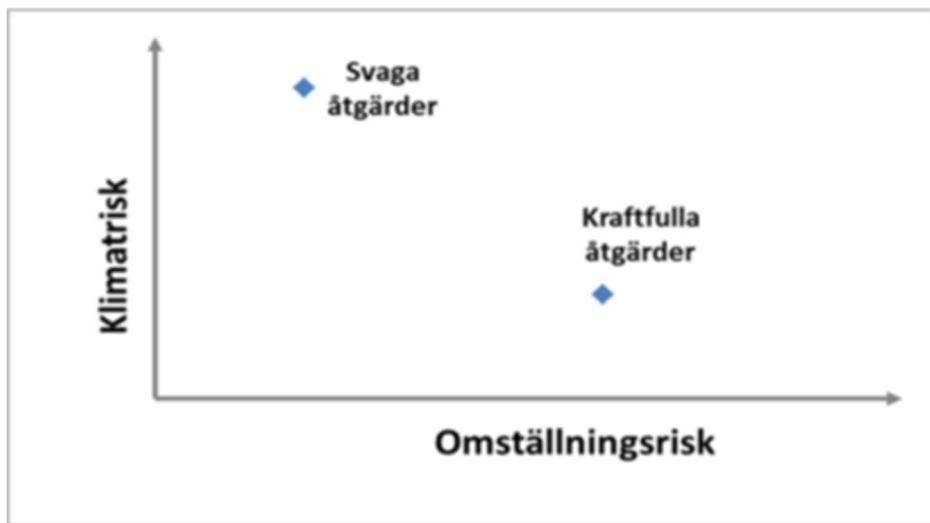 Svaga
åtgärder
Kraftfulla
åtgärder
Klimatrisk
Omställningsrisk